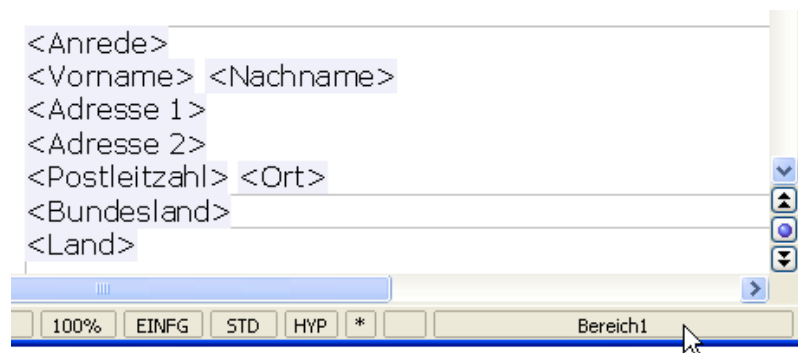 <Anrede>
<Vorname> <Nachname>
<Adresse 1>
<Adresse 2>
<Postleitzahl> <Ort>
<Bundesland>
<Land>
100% EINFG STD HYP * Bereich1